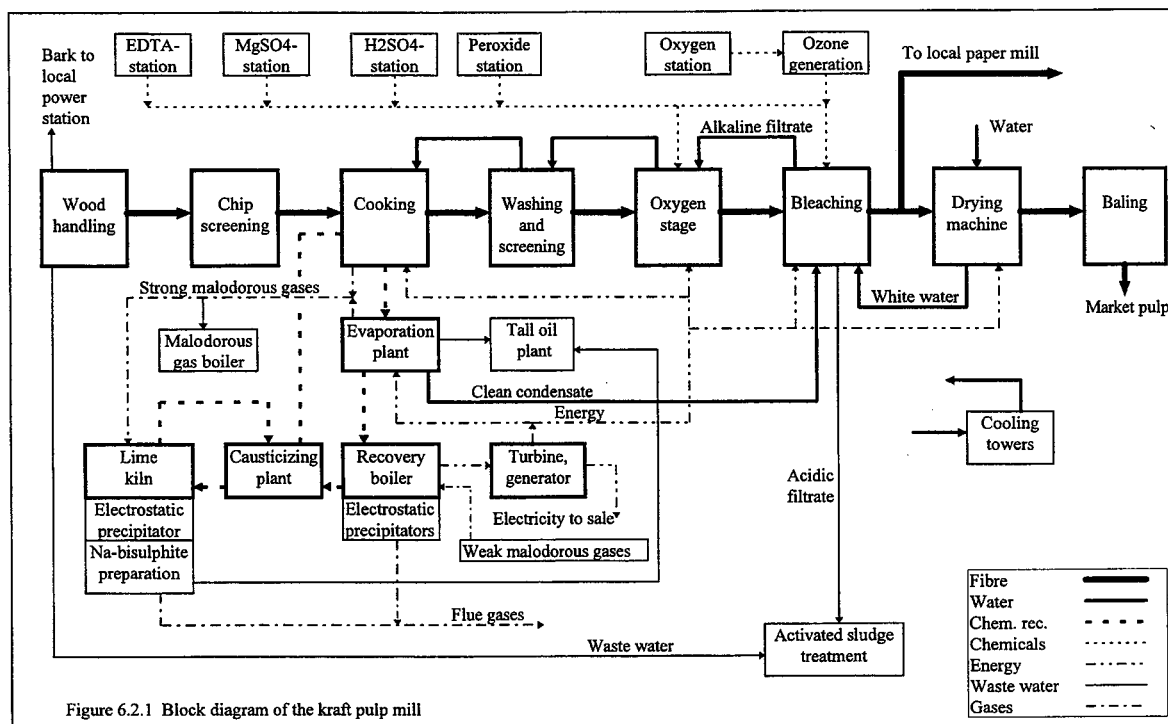 EDTA-
station
MgSO4-
station
H2SO4-
station
Peroxide
station
Oxygen
station
Ozone
generation
To local paper mill
Bark to
local
power
station
Alkaline filtrate
Water
Wood
handling
Chip
screening
Cooking
Washing
and
screening
Oxygen
stage
Bleaching
Drying
machine
Baling
Strong malodorous gases
White water
Market pulp
Malodorous
gas boiler
Evaporation
plant
Tall oil
plant
Clean condensate
Energy
Cooling
towers
Lime
kiln
Causticizing
plant
Recovery
boiler
Turbine,
generator
Acidic
filtrate
Electrostatic
precipitator
Electrostatic
precipitators
Electricity to sale
Weak malodorous gases
Na-bisulphite
preparation
Flue gases
Waste water
Activated sludge
treatment
Fibre
Water
Chem. rec.
Chemicals
Energy
Waste water
Gases
Figure 6.2.1 Block diagram of the kraft pulp mill